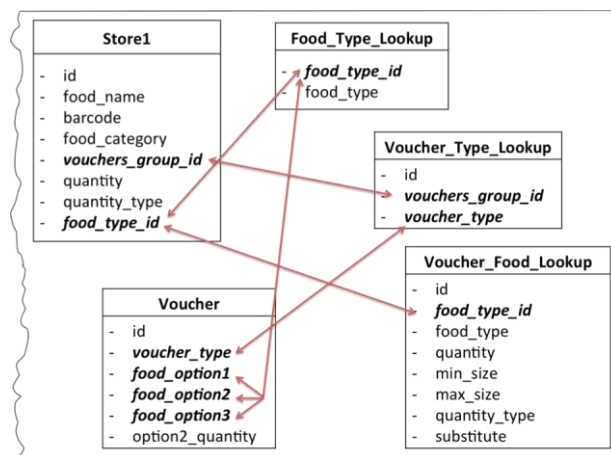 Store1
- id
- food_name
- barcode
- food_category
- vouchers_group_id
- quantity
- quantity_type
- food_type_id
Food_Type_Lookup
- food_type_id
- food_type
Voucher_Type_Lookup
- id
- vouchers_group_id
- voucher_type
Voucher
- id
- voucher_type
- food_option1
- food_option2
- food_option3
- option2_quantity
Voucher_Food_Lookup
- id
- food_type_id
- food_type
- quantity
- min_size
- max_size
- quantity_type
- substitute